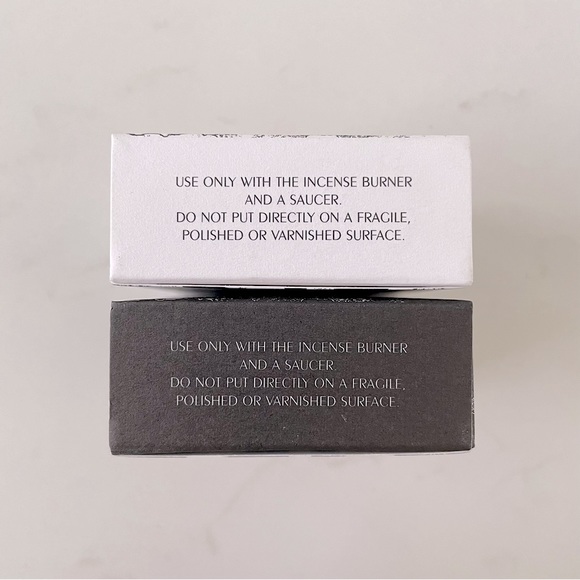 USE ONLY WITH THE INCENSE BURNER
AND A SAUCER.
DO NOT PUT DIRECTLY ON A FRAGILE,
POLISHED OR VARNISHED SURFACE.
USE ONLY WITH THE INCENSE BURNER
AND A SAUCER.
DO NOT PUT DIRECTLY ON A FRAGILE,
POLISHED OR VARNISHED SURFACE.